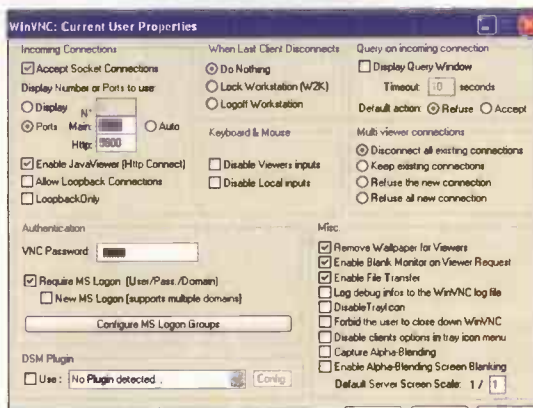 WinVNC: Current User Properties
Incoming Connections
Accept Socket Connections
Display Number or Ports to use:
Display N°
Ports Main: Auto
Http:
Enable JavaViewer (Http Connect)
Allow Loopback Connections
LoopbackOnly
When Last Client Disconnects
Do Nothing
Lock Workstation (W2K)
Logoff Workstation
Keyboard & Mouse
Disable Viewers inputs
Disable Local inputs
Query on incoming connection
Display Query Window
Timeout: 10 seconds
Default action: Refuse Accept
Multi viewer connections
Disconnect all existing connections
Keep existing connections
Refuse the new connection
Refuse all new connection
Authentication
VNC Password:
Require MS Logon (User/Pass./Domain)
New MS Logon (supports multiple domains)
Configure MS Logon Groups
DSM Plugin
Use : No Plugin detected... Config
Misc.
Remove Wallpaper for Viewers
Enable Blank Monitor on Viewer Request
Enable File Transfer
Log debug infos to the WinVNC log file
DisableTrayIcon
Forbid the user to close down WinVNC
Disable clients options in tray icon menu
Capture Alpha-Blending
Enable Alpha-Blending Screen Blanking
Default Server Screen Scale: 1 / 1